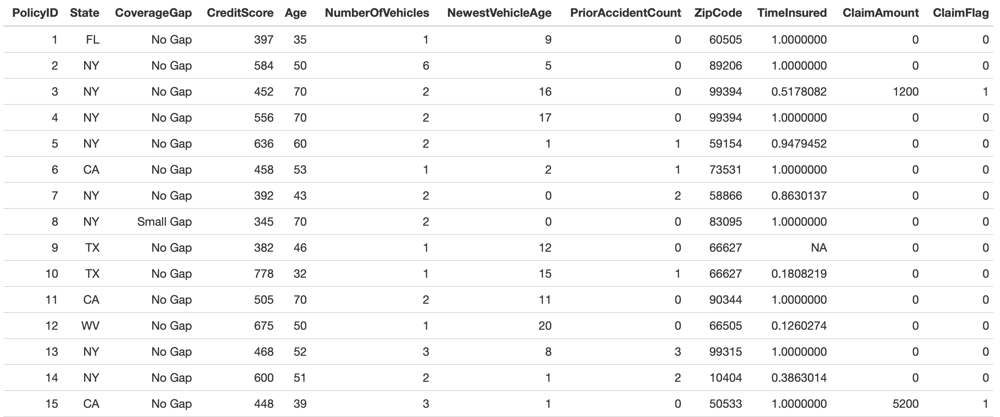 PolicyID State CoverageGap CreditScore Age NumberOfVehicles NewestVehicleAge PriorAccidentCount ZipCode TimeInsured ClaimAmount ClaimFlag
1 FL No Gap 397 35 1 9 0 60505 1.0000000 0 0
2 NY No Gap 584 50 6 5 0 89206 1.0000000 0 0
3 NY No Gap 452 70 2 16 0 99394 0.5178082 1200 1
4 NY No Gap 556 70 2 17 0 99394 1.0000000 0 0
5 NY No Gap 636 60 2 1 1 59154 0.9479452 0 0
6 CA No Gap 458 53 1 2 1 73531 1.0000000 0 0
7 NY No Gap 392 43 2 0 2 58866 0.8630137 0 0
8 NY Small Gap 345 70 2 0 0 83095 1.0000000 0 0
9 TX No Gap 382 46 1 12 0 66627 NA 0 0
10 TX No Gap 778 32 1 15 1 66627 0.1808219 0 0
11 CA No Gap 505 70 2 11 0 90344 1.0000000 0 0
12 WV No Gap 675 50 1 20 0 66505 0.1260274 0 0
13 NY No Gap 468 52 3 8 3 99315 1.0000000 0 0
14 NY No Gap 600 51 2 1 2 10404 0.3863014 0 0
15 CA No Gap 448 39 3 1 0 50533 1.0000000 5200 1